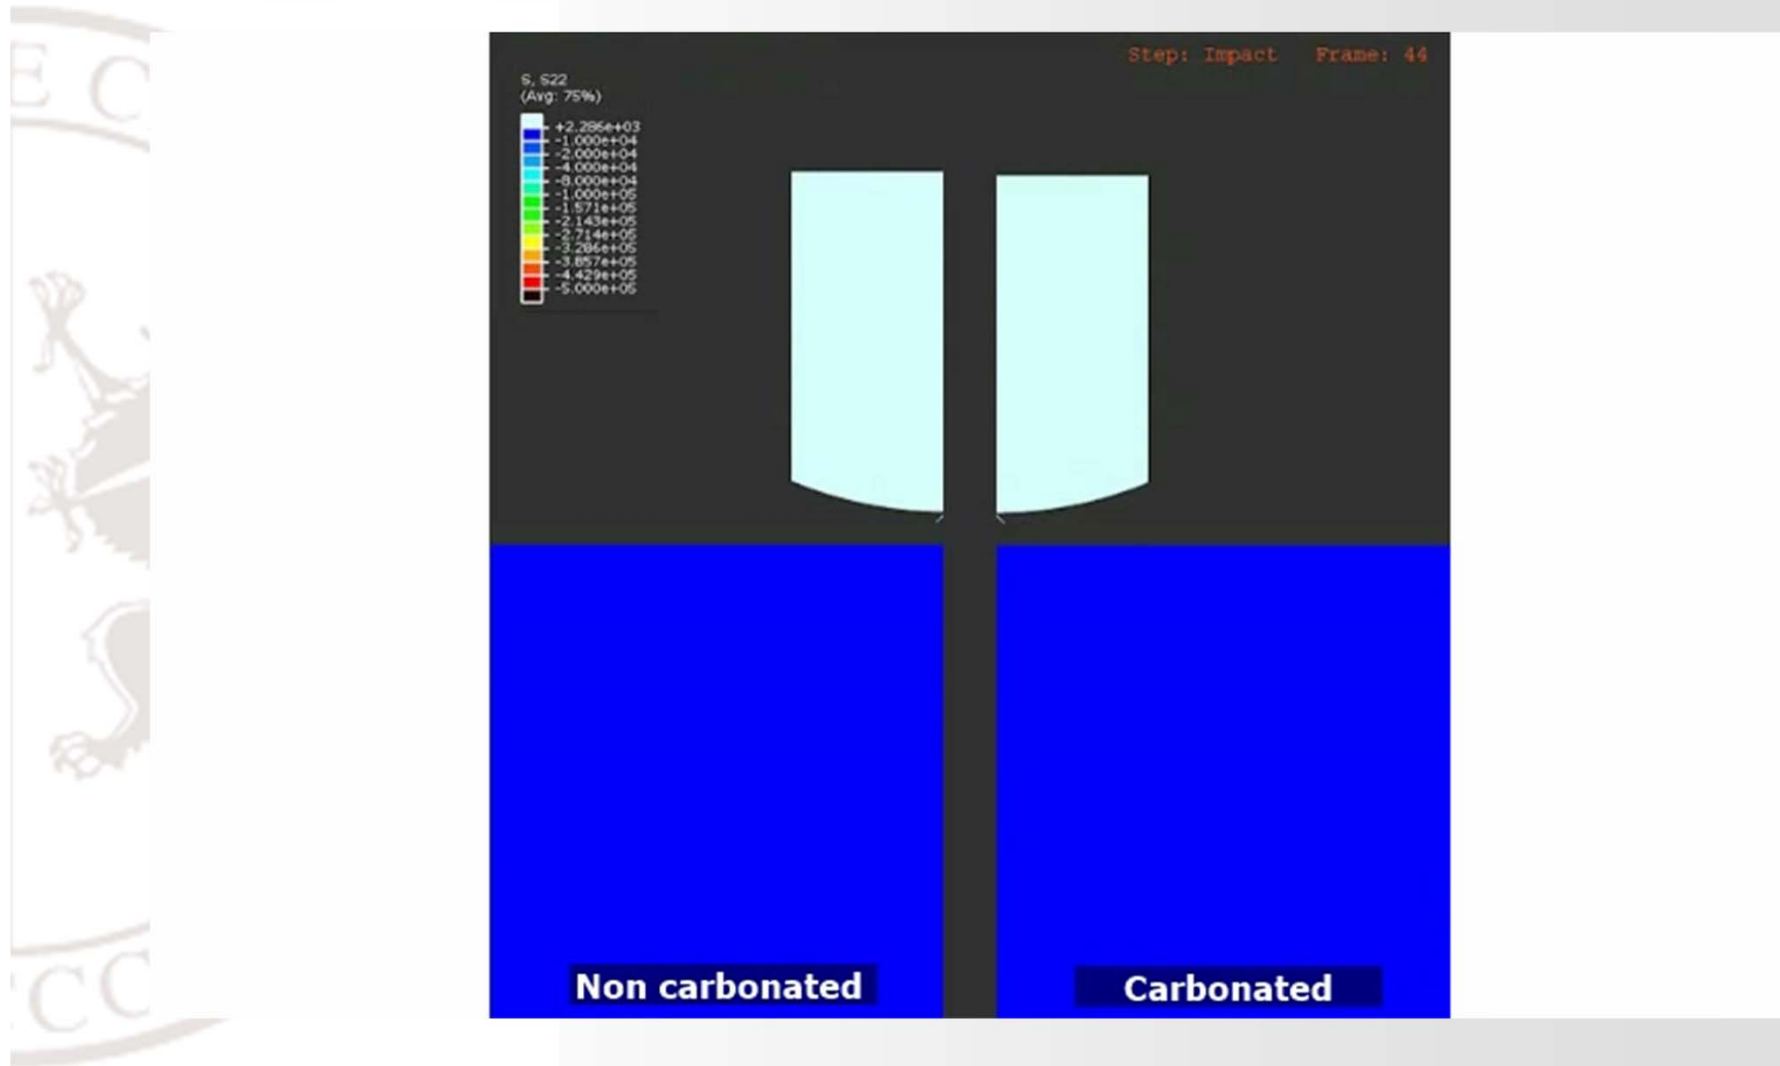 Step: Impact Frame: 44
S, S22
(Avg: 75%)
+2.286e+03
-1.000e+04
-2.000e+04
-4.000e+04
-8.000e+04
-1.000e+05
-1.571e+05
-2.143e+05
-2.714e+05
-3.286e+05
-3.857e+05
-4.429e+05
-5.000e+05
E C
Non carbonated
Carbonated
CC